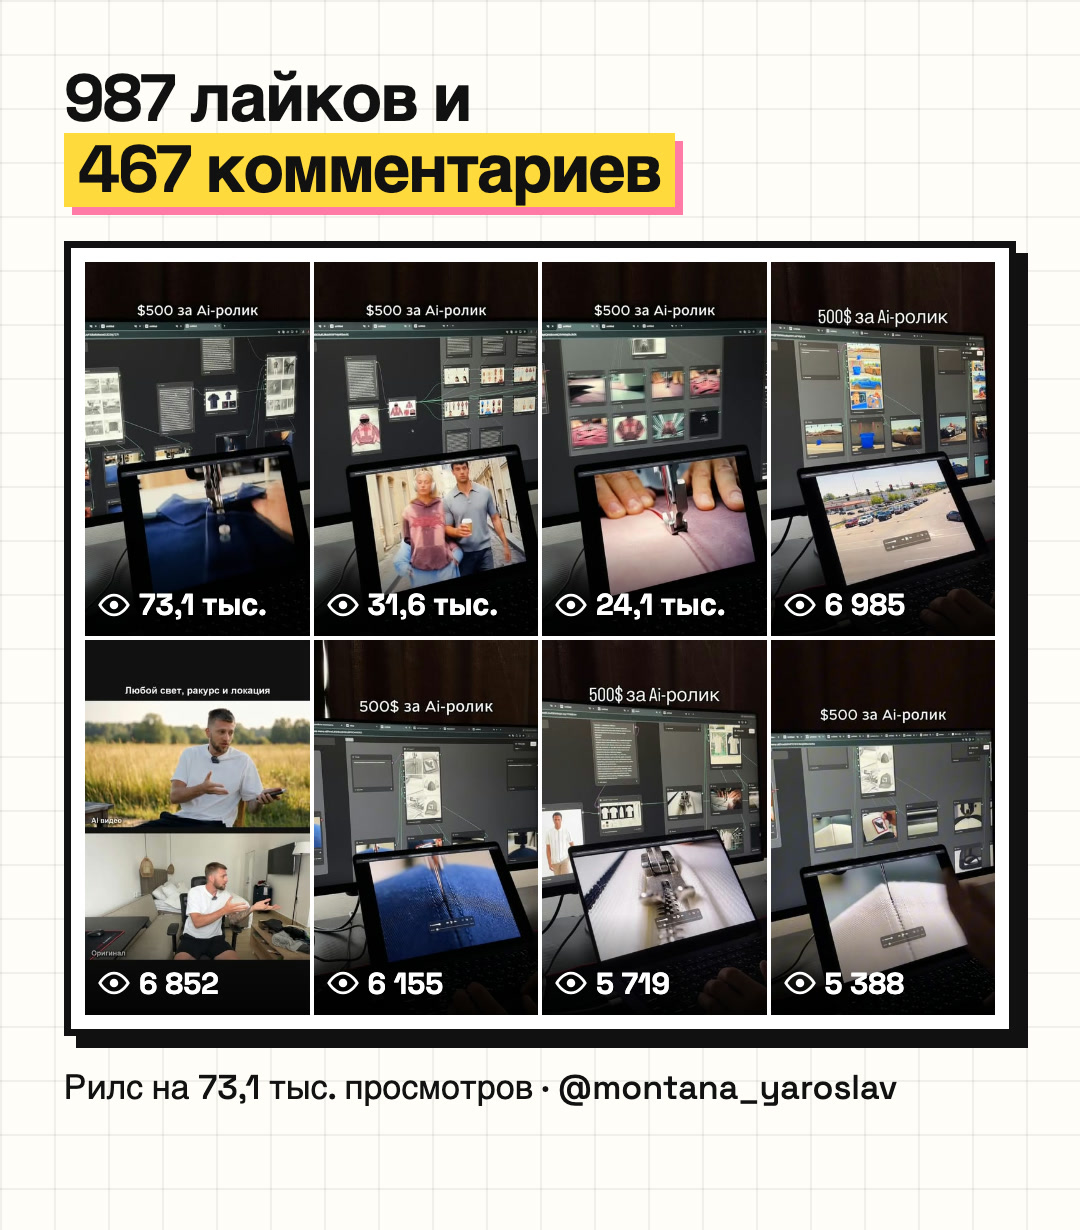 987 лайков и
467 комментариев
$500 за Ai-ролик
$500 за Ai-ролик
$500 за Ai-ролик
500$ за Ai-ролик
73,1 тыс.
31,6 тыс.
24,1 тыс.
6 985
Любой свет, ракурс и локация
500$ за Ai-ролик
500$ за Ai-ролик
$500 за Ai-ролик
Ai видео
Оригинал
6 852
6 155
5 719
5 388
Рилс на 73,1 тыс. просмотров · @montana_yaroslav